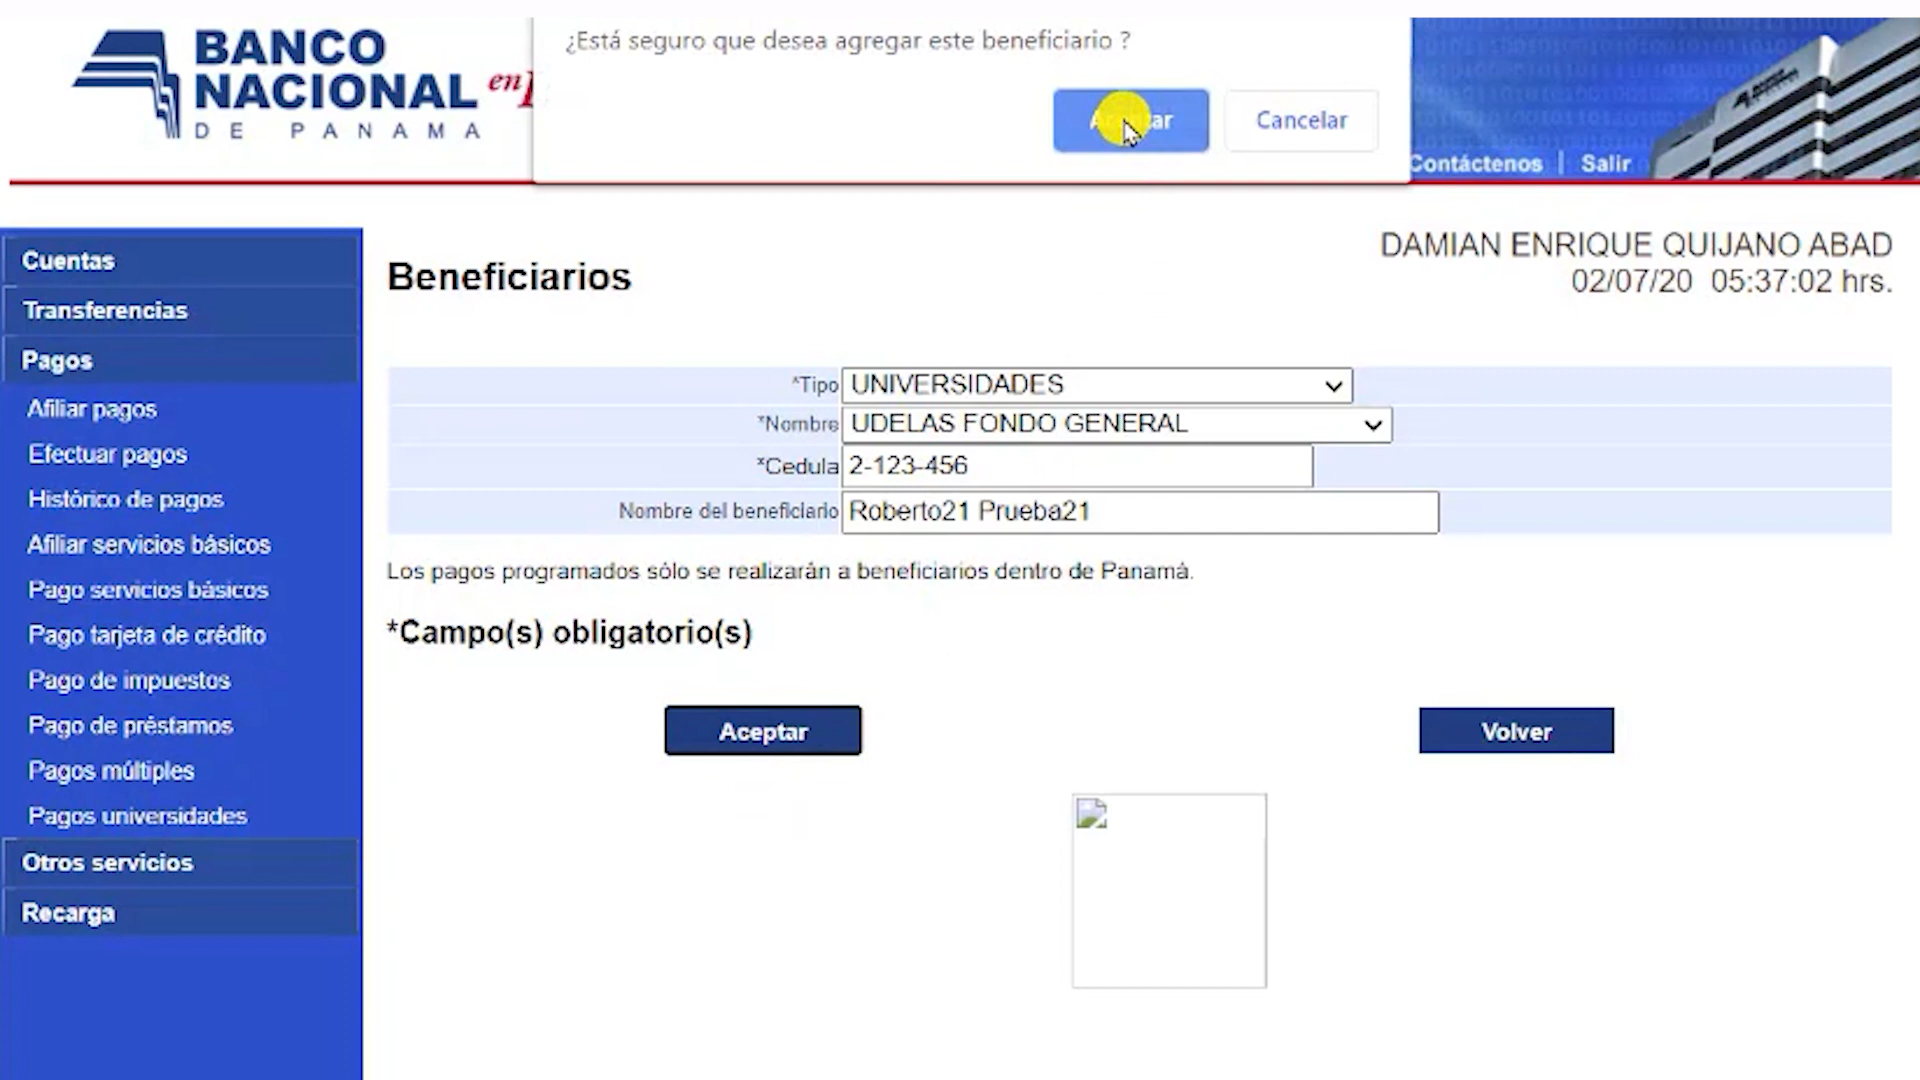 BANCO
NACIONAL
DE PANAMA
en
¿Está seguro que desea agregar este beneficiario ?
Cancelar
Contáctenos | Salir
DAMIAN ENRIQUE QUIJANO ABAD
02/07/20 05:37:02 hrs.
Cuentas
Transferencias
Pagos
Afiliar pagos
Efectuar pagos
Histórico de pagos
Afiliar servicios básicos
Pago servicios básicos
Pago tarjeta de crédito
Pago de impuestos
Pago de préstamos
Pagos múltiples
Pagos universidades
Otros servicios
Recarga
Beneficiarios
*Tipo UNIVERSIDADES
*Nombre UDELAS FONDO GENERAL
*Cedula 2-123-456
Nombre del beneficiario Roberto21 Prueba21
Los pagos programados sólo se realizarán a beneficiarios dentro de Panamá.
*Campo(s) obligatorio(s)
Aceptar
Volver